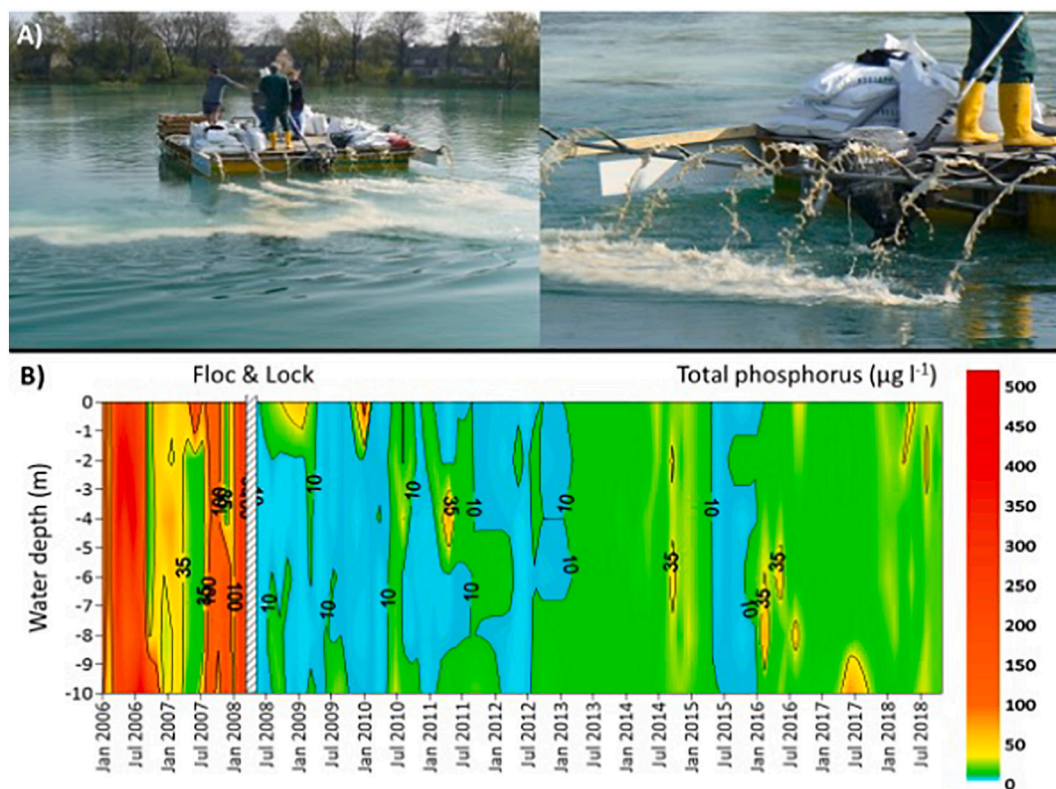 A)
B)
Floc & Lock
Total phosphorus (µg l-1)
Water depth (m)
0
-1
-2
-3
-4
-5
-6
-7
-8
-9
-10
35
100
35
100
10
10
10
10
10
10
35
10
10
10
10
35
10
35
500
450
400
350
300
250
200
150
100
50
0
Jan 2006
Jul 2006
Jan 2007
Jul 2007
Jan 2008
Jul 2008
Jan 2009
Jul 2009
Jan 2010
Jul 2010
Jan 2011
Jul 2011
Jan 2012
Jul 2012
Jan 2013
Jul 2013
Jan 2014
Jul 2014
Jan 2015
Jul 2015
Jan 2016
Jul 2016
Jan 2017
Jul 2017
Jan 2018
Jul 2018